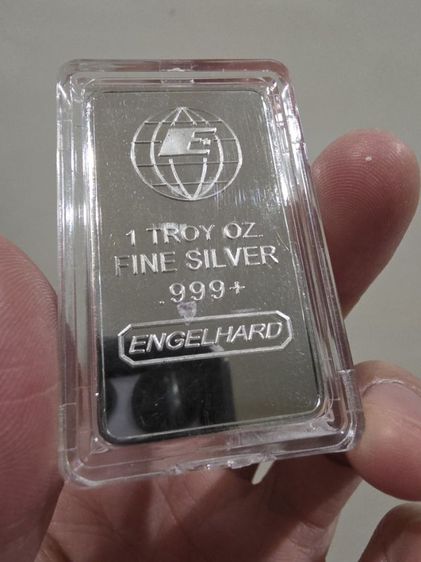 E
1 TROY OZ.
FINE SILVER
.999+
ENGELHARD